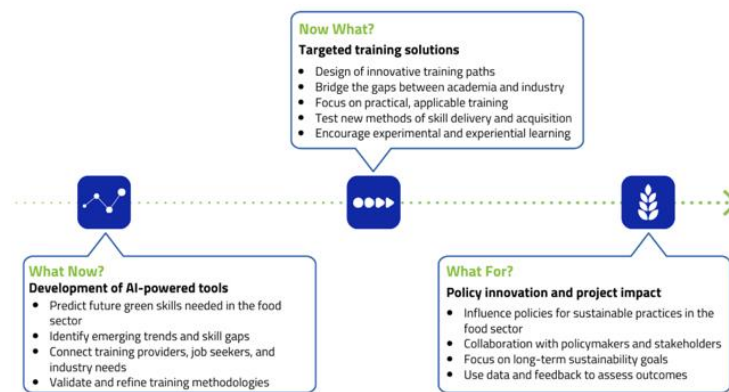 Now What?
Targeted training solutions
• Design of innovative training paths
• Bridge the gaps between academia and industry
• Focus on practical, applicable training
• Test new methods of skill delivery and acquisition
• Encourage experimental and experiential learning
What Now?
Development of AI-powered tools
• Predict future green skills needed in the food
sector
• Identify emerging trends and skill gaps
• Connect training providers, job seekers, and
industry needs
• Validate and refine training methodologies
What For?
Policy innovation and project impact
• Influence policies for sustainable practices in the
food sector
• Collaboration with policymakers and stakeholders
• Focus on long-term sustainability goals
• Use data and feedback to assess outcomes